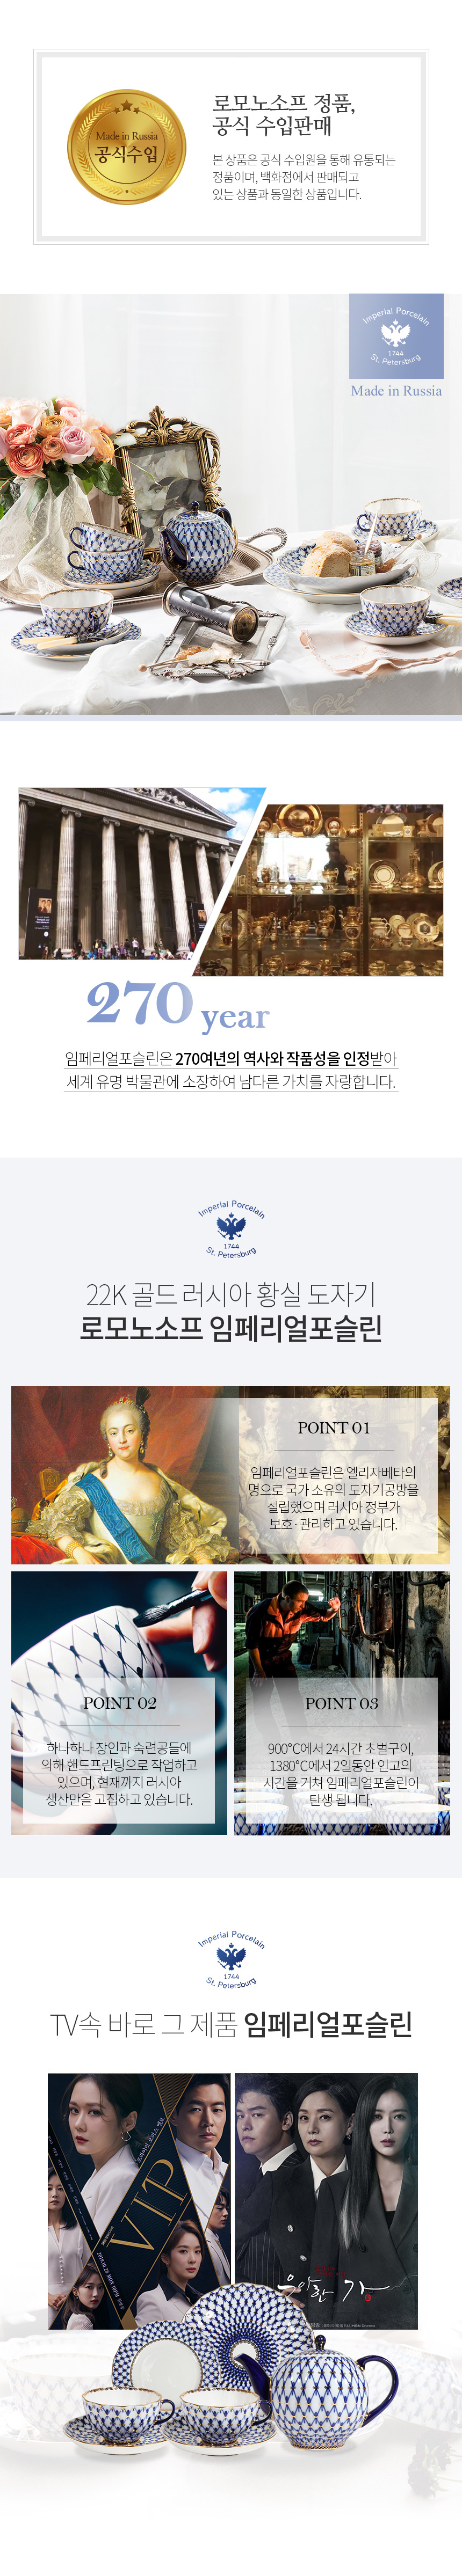 Made in Russia
공식수입
로모노소프 정품,
공식 수입판매
본 상품은 공식 수입원을 통해 유통되는
정품이며, 백화점에서 판매되고
있는 상품과 동일한 상품입니다.
Imperial Porcelain
1744
St. Petersburg
Made in Russia
270 year
임페리얼포슬린은 270여년의 역사와 작품성을 인정받아
세계 유명 박물관에 소장하여 남다른 가치를 자랑합니다.
Imperial Porcelain
1744
St. Petersburg
22K 골드 러시아 황실 도자기
로모노소프 임페리얼포슬린
POINT 01
임페리얼포슬린은 엘리자베타의
명으로 국가 소유의 도자기공방을
설립했으며 러시아 정부가
보호·관리하고 있습니다.
POINT 02
하나하나 장인과 숙련공들에
의해 핸드프린팅으로 작업하고
있으며, 현재까지 러시아
생산만을 고집하고 있습니다.
POINT 03
900℃에서 24시간 초벌구이,
1380℃에서 2일동안 인고의
시간을 거쳐 임페리얼포슬린이
탄생 됩니다.
Imperial Porcelain
1744
St. Petersburg
TV속 바로 그 제품 임페리얼포슬린
VIP
우아한 가